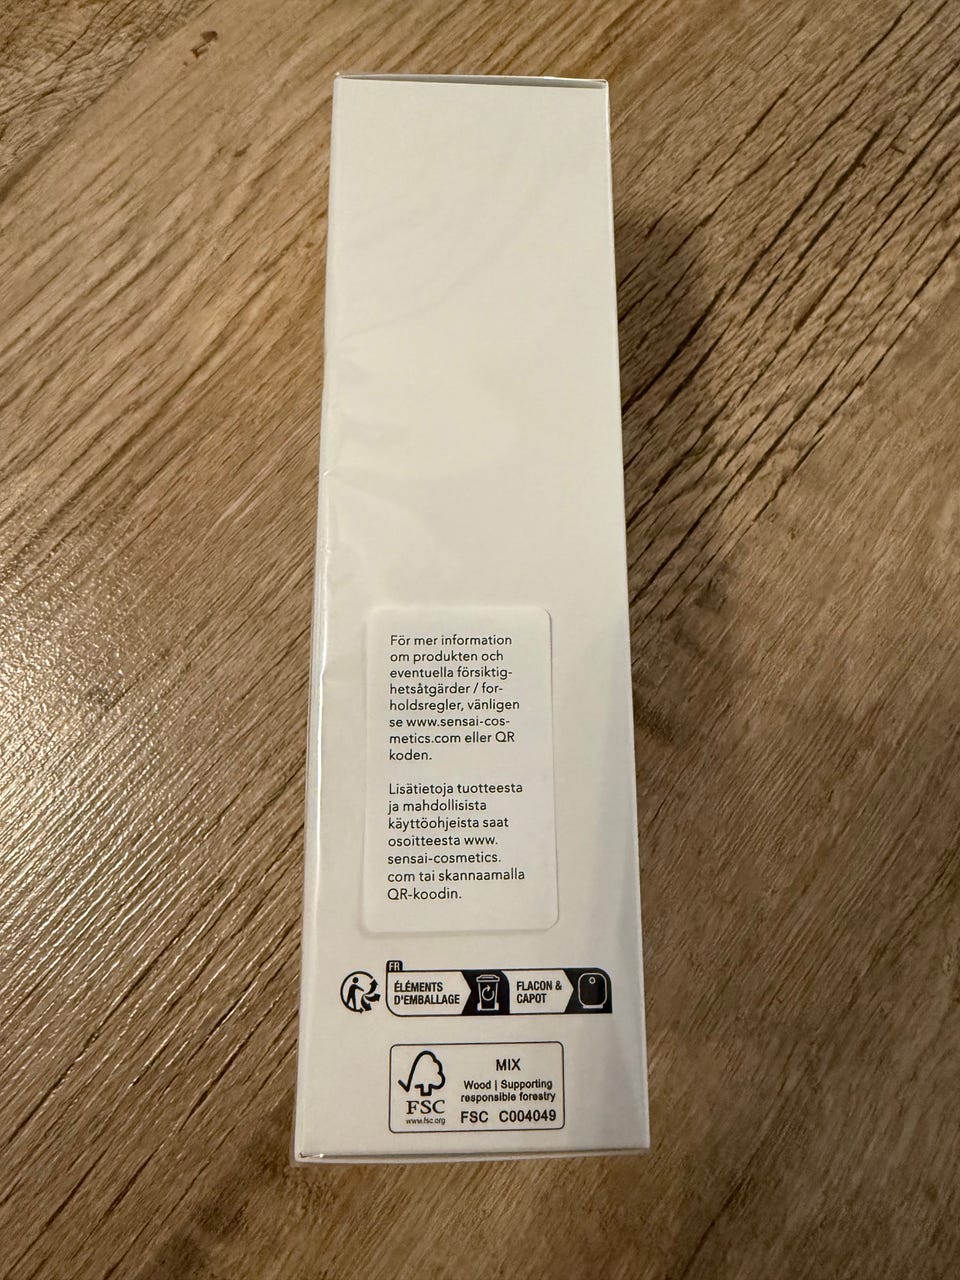 För mer information
om produkten och
eventuella försiktig-
hetsåtgärder / for-
holdsregler, vänligen
se www.sensai-cos-
metics.com eller QR
koden.
Lisätietoja tuotteesta
ja mahdollisista
käyttöohjeista saat
osoitteesta www.
sensai-cosmetics.
com tai skannaamalla
QR-koodin.
FR
ÉLÉMENTS
D'EMBALLAGE
FLACON &
CAPOT
FSC
www.fsc.org
MIX
Wood | Supporting
responsible forestry
FSC C004049